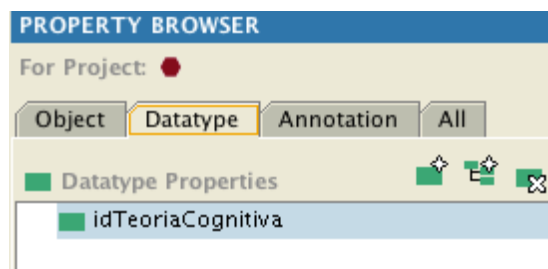 PROPERTY BROWSER
For Project:
Object Datatype Annotation All
Datatype Properties
idTeoriaCognitiva